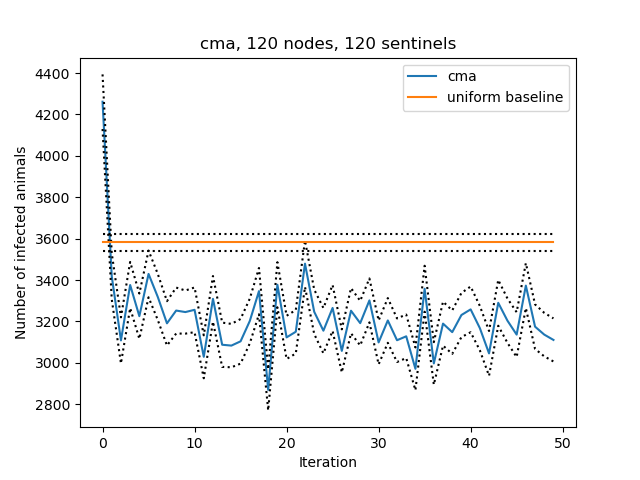 cma, 120 nodes, 120 sentinels
cma
uniform baseline
Number of infected animals
4400
4200
4000
3800
3600
3400
3200
3000
2800
0 10 20 30 40 50
Iteration